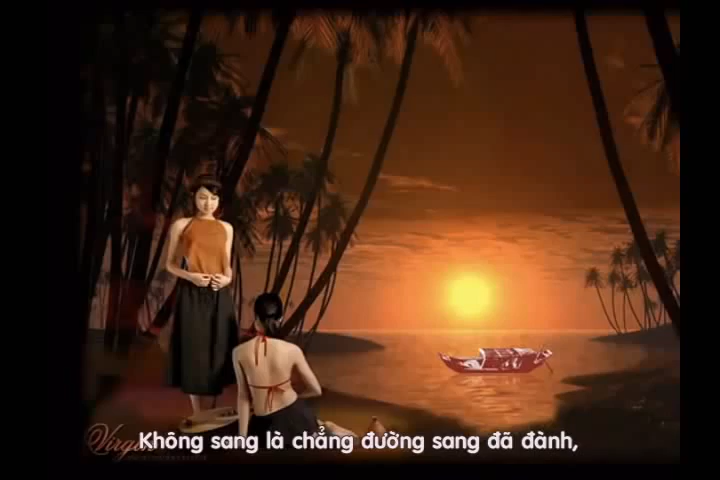 Không sang là chẳng đường sang đã đành,